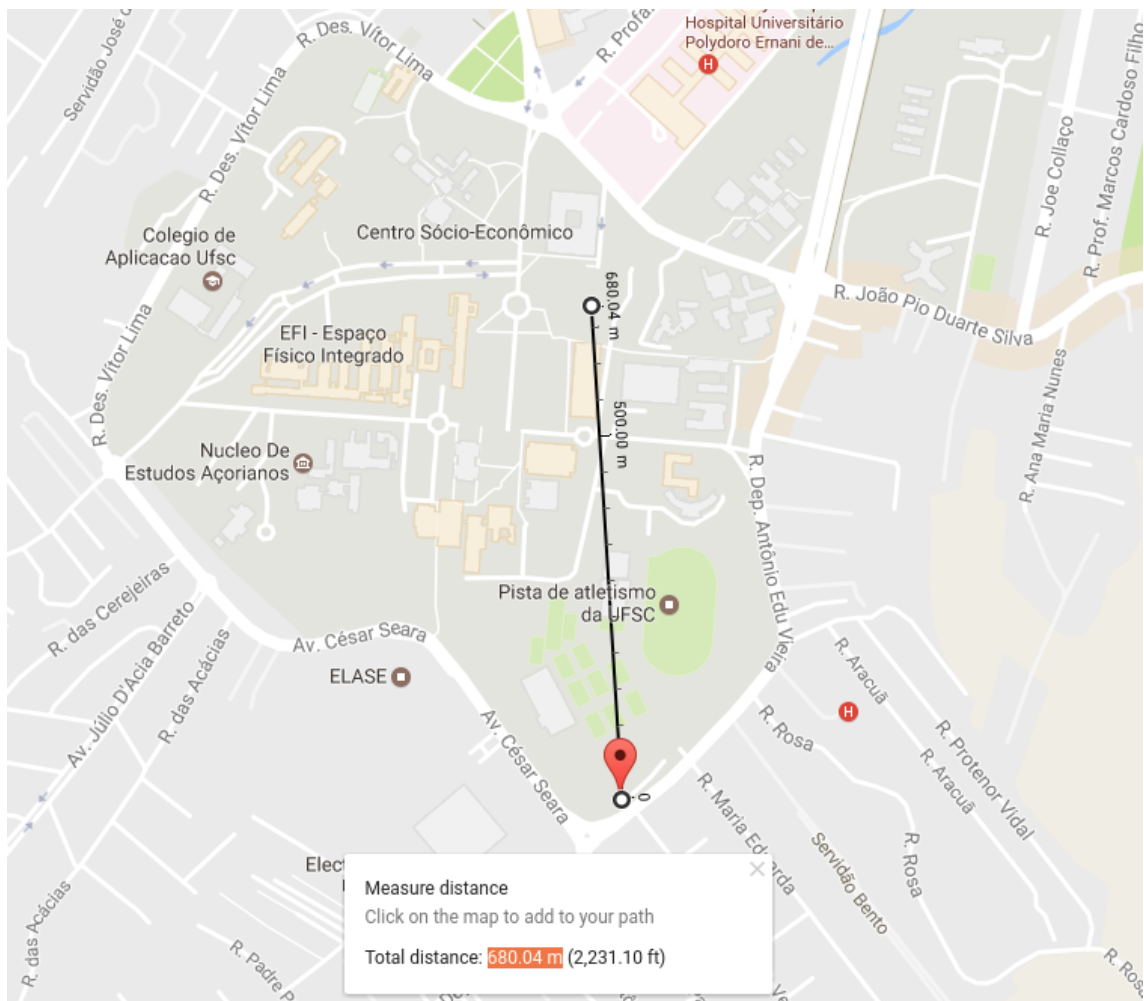 Hospital Universitário
Polydoro Ernani de...
H
R. Profa.
R. Des. Vítor Lima
Servidão José
R. Des. Vítor Lima
R. Joe Collaço
R. Prof. Marcos Cardoso Filho
Colegio de
Aplicacao Ufsc
Centro Sócio-Econômico
680.04 m
R. João Pio Duarte Silva
EFI - Espaço
Físico Integrado
R. Des. Vítor Lima
R. Ana Maria Nunes
500.00 m
Nucleo De
Estudos Açorianos
R. Dep. Antônio Edu Vieira
R. das Cerejeiras
Pista de atletismo
da UFSC
Av. Júlio D'Acia Barreto
R. das Acácias
Av. César Seara
ELASE
R. Aracuã
H
R. Rosa
R. Protenor Vidal
Av. César Seara
R. Aracuã
0
R. Maria Eduarda
Servidão Bento
R. Rosa
Elect
R. das Acácias
R. Padre P
R. Ros
Measure distance
Click on the map to add to your path
Total distance: 680.04 m (2,231.10 ft)